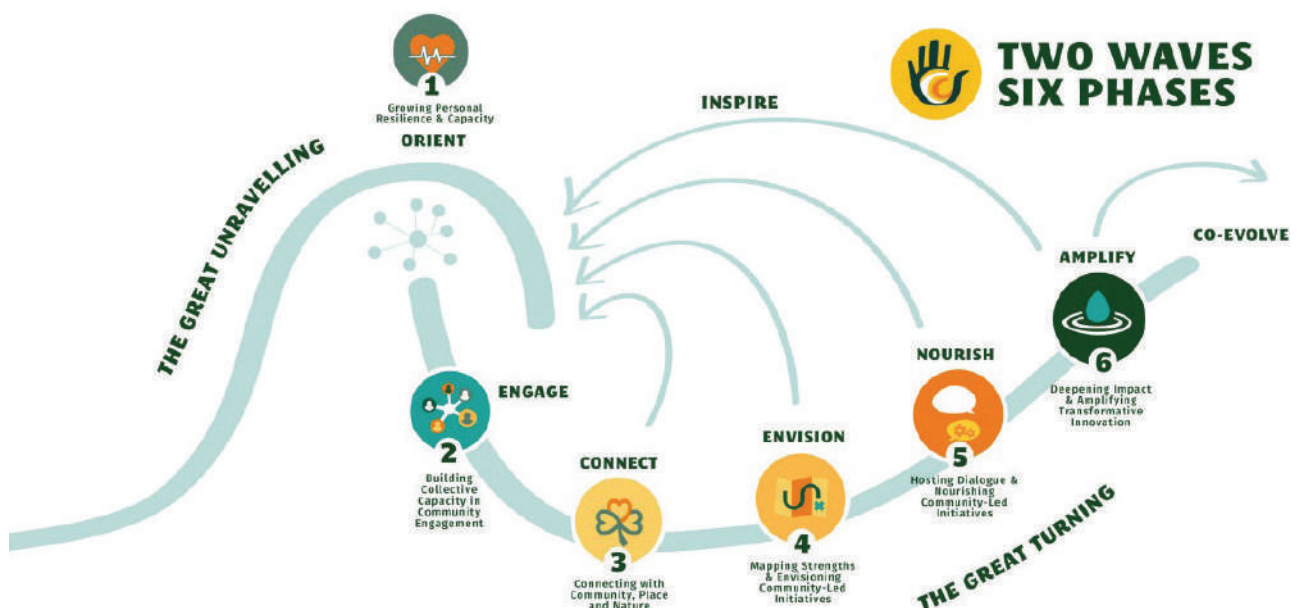 TWO WAVES
SIX PHASES
1
Growing Personal
Resilience & Capacity
ORIENT
THE GREAT UNRAVELLING
INSPIRE
CO-EVOLVE
ENGAGE
2
Building
Collective
Capacity in
Community
Engagement
CONNECT
3
Connecting with
Community, Place
and Nature
ENVISION
4
Mapping Strengths
& Envisioning
Community-Led
Initiatives
NOURISH
5
Hosting Dialogue &
Nourishing
Community-Led
Initiatives
AMPLIFY
6
Deepening Impact
& Amplifying
Transformative
Innovation
THE GREAT TURNING